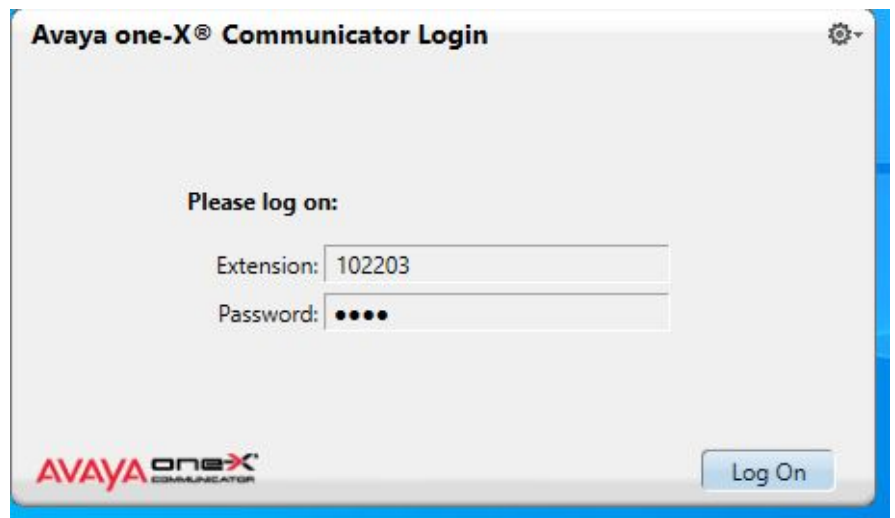 Avaya one-X® Communicator Login
Please log on:
Extension: 102203
Password: ••••
AVAYA one-X
COMMUNICATOR
Log On